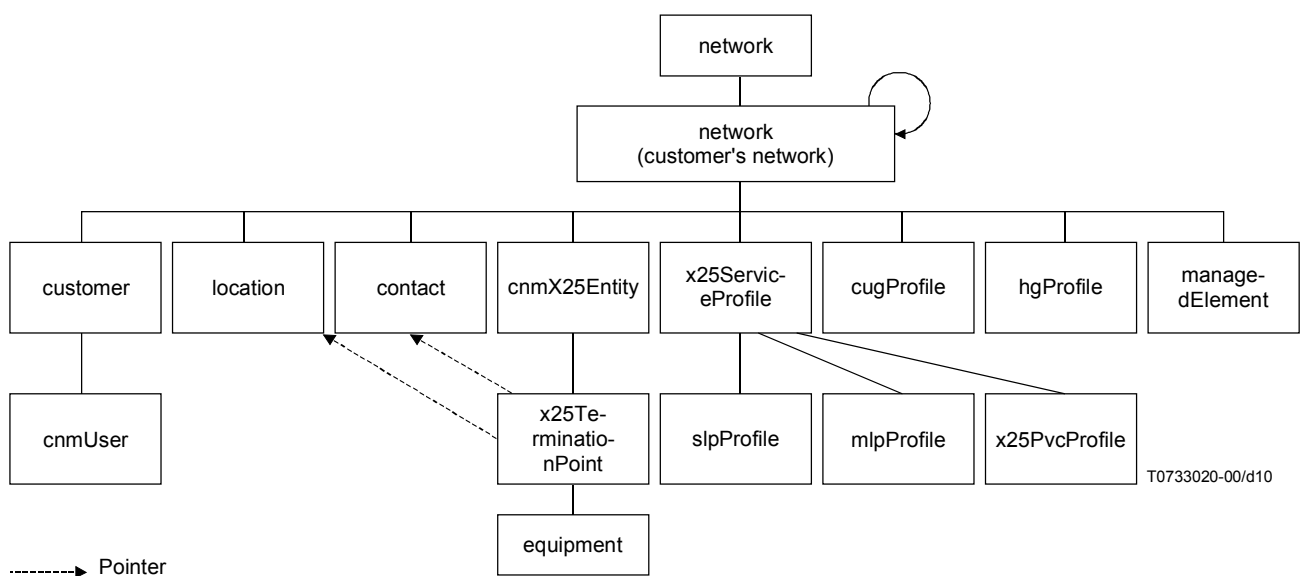 network
network
(customer's network)
customer
location
contact
cnmX25Entity
x25Servic-
eProfile
cugProfile
hgProfile
manage-
dElement
cnmUser
x25Te-
rminatio-
nPoint
slpProfile
mlpProfile
x25PvcProfile
T0733020-00/d10
equipment
Pointer